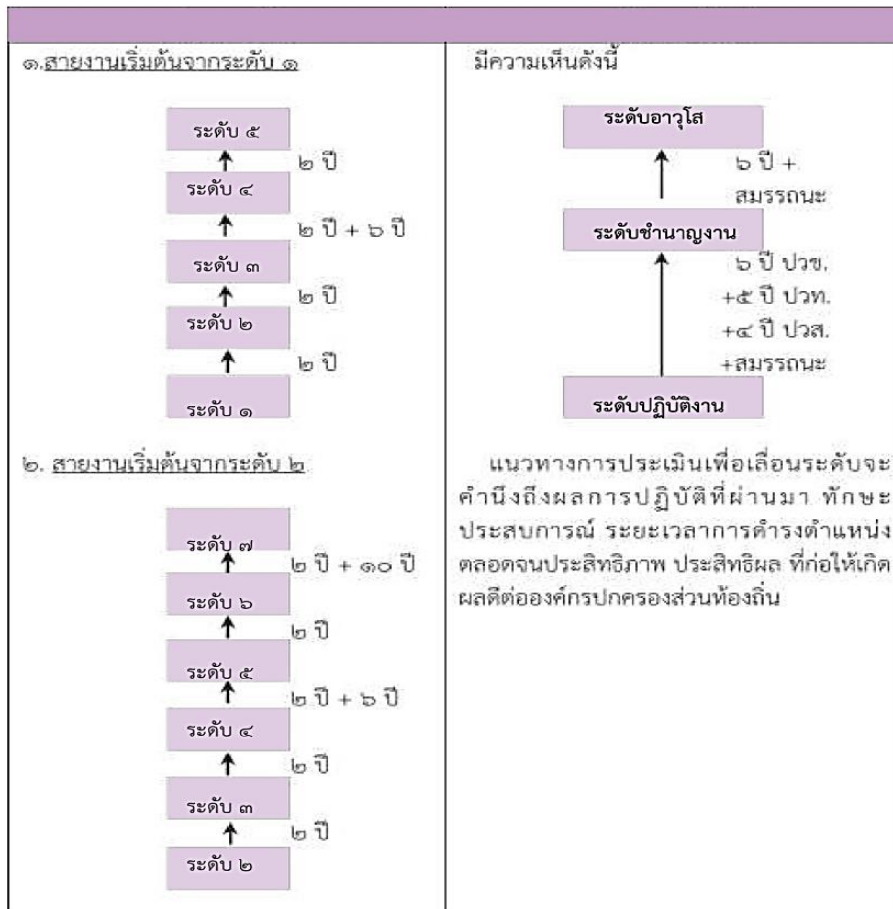 ๑.สายงานเริ่มต้นจากระดับ ๑
ระดับ ๕
๒ ปี
ระดับ ๔
๒ ปี + ๖ ปี
ระดับ ๓
๒ ปี
ระดับ ๒
๒ ปี
ระดับ ๑
๒. สายงานเริ่มต้นจากระดับ ๒
ระดับ ๗
๒ ปี + ๑๐ ปี
ระดับ ๖
๒ ปี
ระดับ ๕
๒ ปี + ๖ ปี
ระดับ ๔
๒ ปี
ระดับ ๓
๒ ปี
ระดับ ๒
มีความเห็นดังนี้
ระดับอาวุโส
๖ ปี +
สมรรถนะ
ระดับชำนาญงาน
๖ ปี ปวช.
+๕ ปี ปวท.
+๔ ปี ปวส.
+สมรรถนะ
ระดับปฏิบัติงาน
แนวทางการประเมินเพื่อเลื่อนระดับจะ
คำนึงถึงผลการปฏิบัติที่ผ่านมา ทักษะ
ประสบการณ์ ระยะเวลาการดำรงตำแหน่ง
ตลอดจนประสิทธิภาพ ประสิทธิผล ที่ก่อให้เกิด
ผลดีต่อองค์กรปกครองส่วนท้องถิ่น